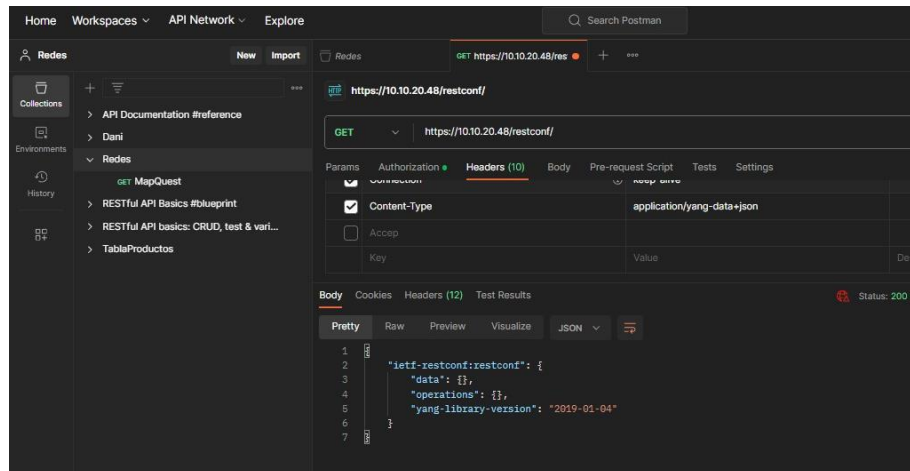 Home Workspaces API Network Explore
Search Postman
Redes
New Import
Redes
GET https://10.10.20.48/res
Collections
Environments
History
API Documentation #reference
Dani
Redes
GET MapQuest
RESTful API Basics #blueprint
RESTful API basics: CRUD, test & vari...
TablaProductos
HTTP https://10.10.20.48/restconf/
GET https://10.10.20.48/restconf/
Params Authorization Headers (10) Body Pre-request Script Tests Settings
Connection keep-alive
Content-Type application/yang-data+json
Accep
Key Value De
Body Cookies Headers (12) Test Results
Status: 200
Pretty Raw Preview Visualize JSON
1 {
2 "ietf-restconf:restconf": {
3 "data": {},
4 "operations": {},
5 "yang-library-version": "2019-01-04"
6 }
7 }